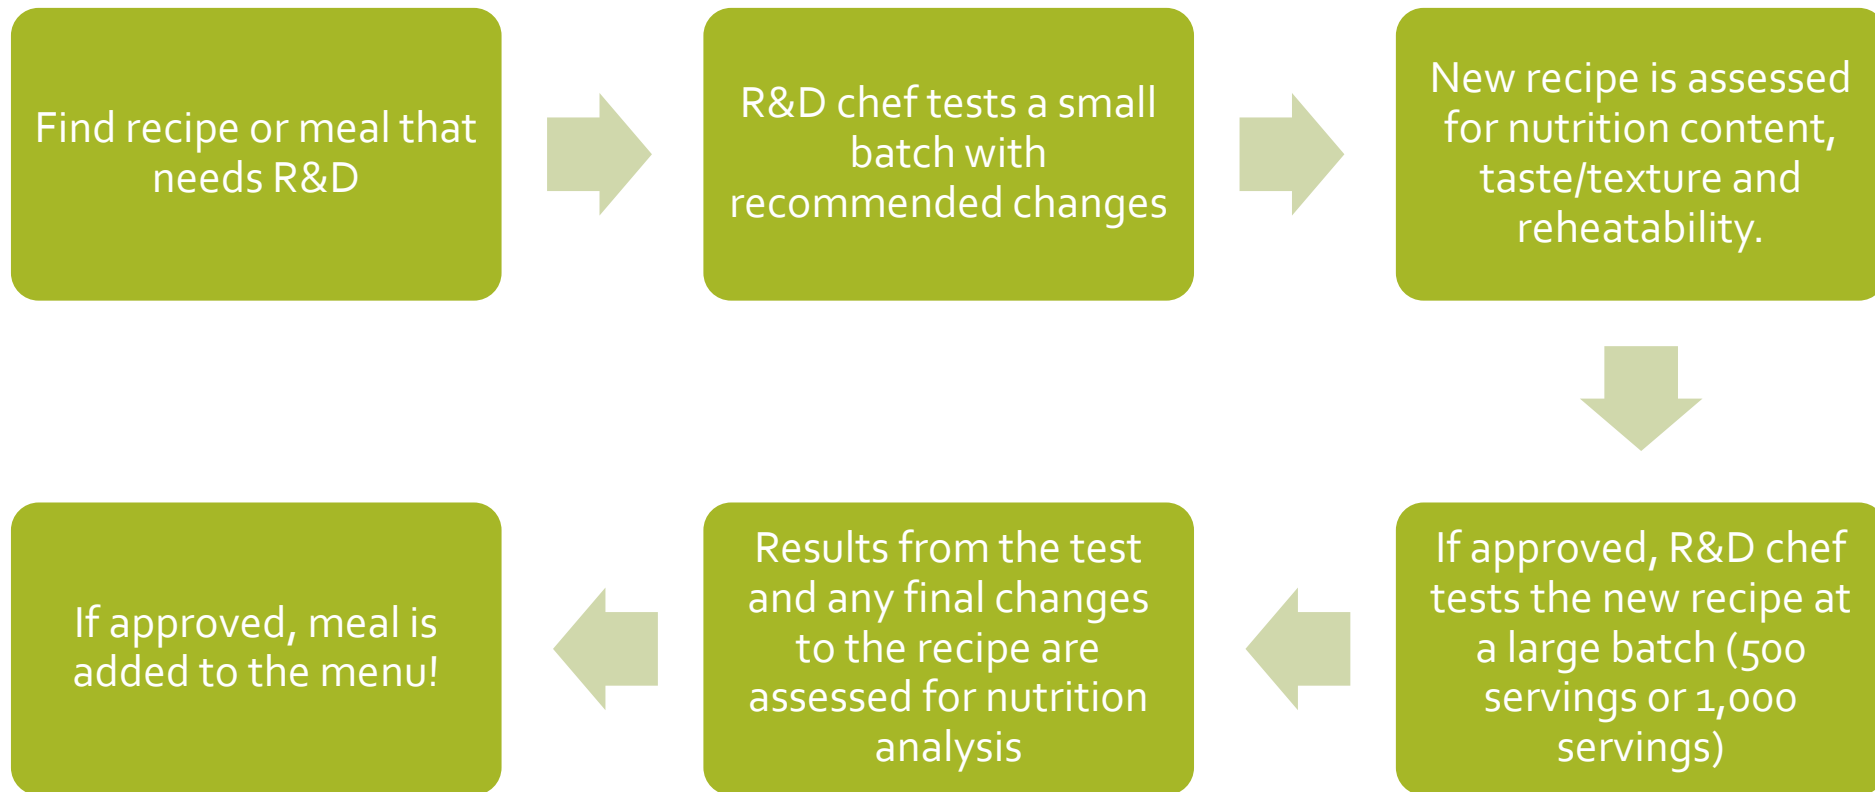 Find recipe or meal that
needs R&D
R&D chef tests a small
batch with
recommended changes
New recipe is assessed
for nutrition content,
taste/texture and
reheatability.
If approved, R&D chef
tests the new recipe at
a large batch (500
servings or 1,000
servings)
Results from the test
and any final changes
to the recipe are
assessed for nutrition
analysis
If approved, meal is
added to the menu!